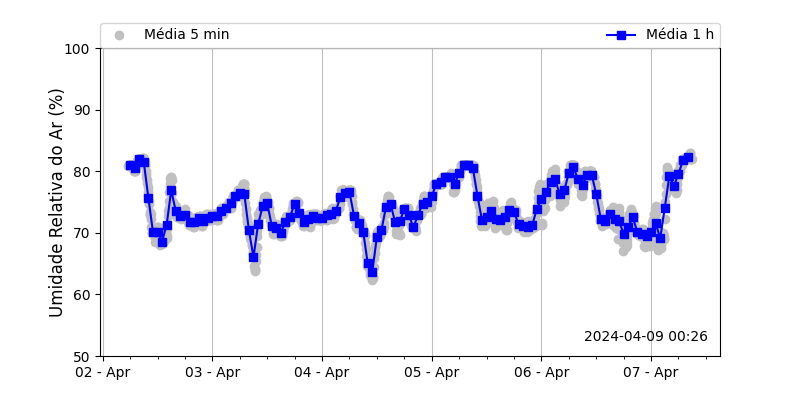 Média 5 min
Média 1 h
Umidade Relativa do Ar (%)
100
90
80
70
60
50
2024-04-09 00:26
02 - Apr
03 - Apr
04 - Apr
05 - Apr
06 - Apr
07 - Apr